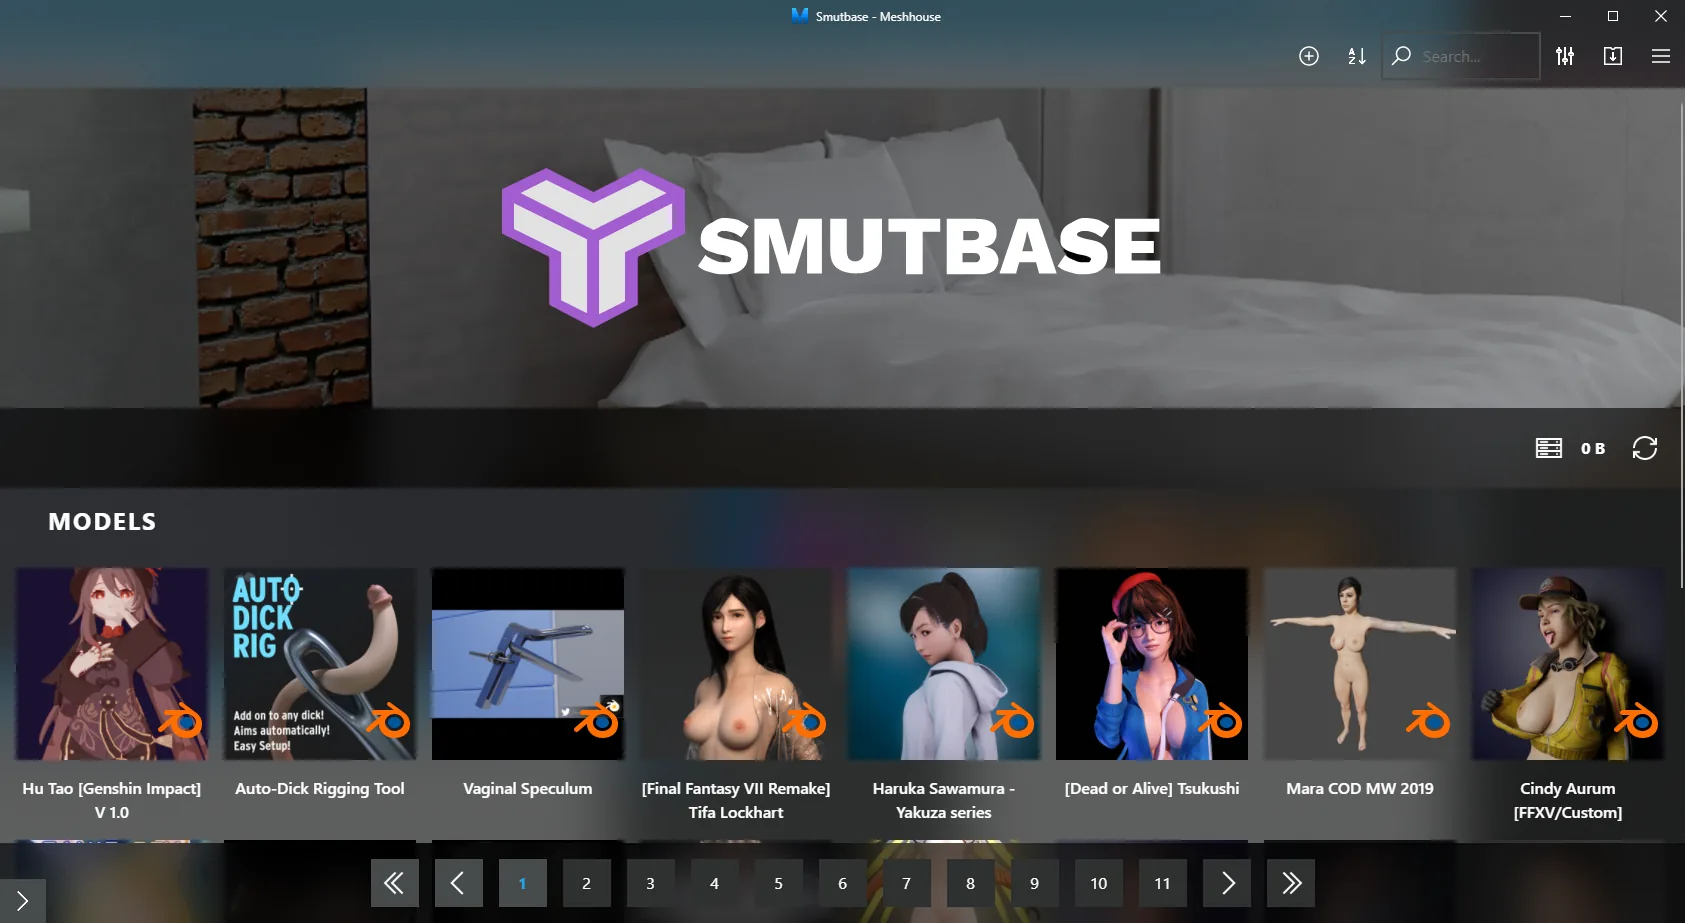 Smutbase - Meshhouse
Search...
SMUTBASE
0 B
MODELS
AUTO
DICK
RIG
Add on to any dick!
Aims automatically!
Easy Setup!
Hu Tao [Genshin Impact]
V 1.0
Auto-Dick Rigging Tool
Vaginal Speculum
[Final Fantasy VII Remake]
Tifa Lockhart
Haruka Sawamura -
Yakuza series
[Dead or Alive] Tsukushi
Mara COD MW 2019
Cindy Aurum
[FFXV/Custom]
1 2 3 4 5 6 7 8 9 10 11